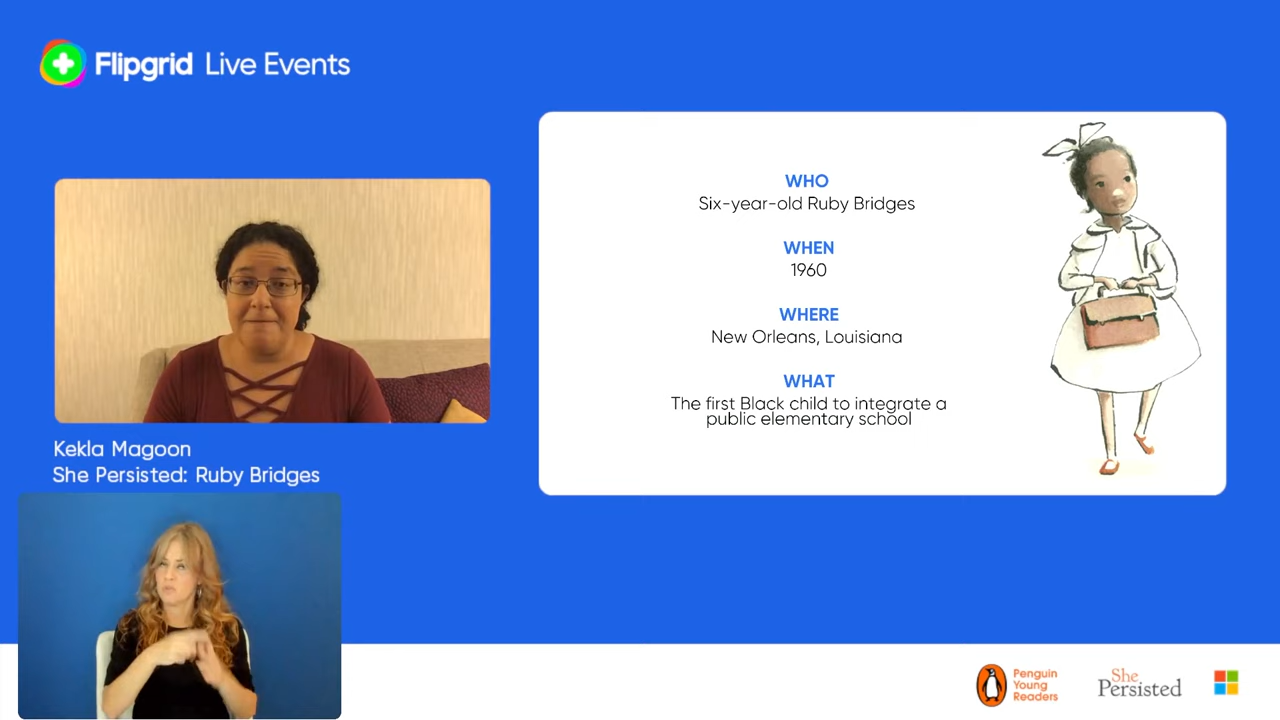 Flipgrid Live Events
WHO
Six-year-old Ruby Bridges
WHEN
1960
WHERE
New Orleans, Louisiana
WHAT
The first Black child to integrate a
public elementary school
Kekla Magoon
She Persisted: Ruby Bridges
Penguin
Young
Readers
She
Persisted